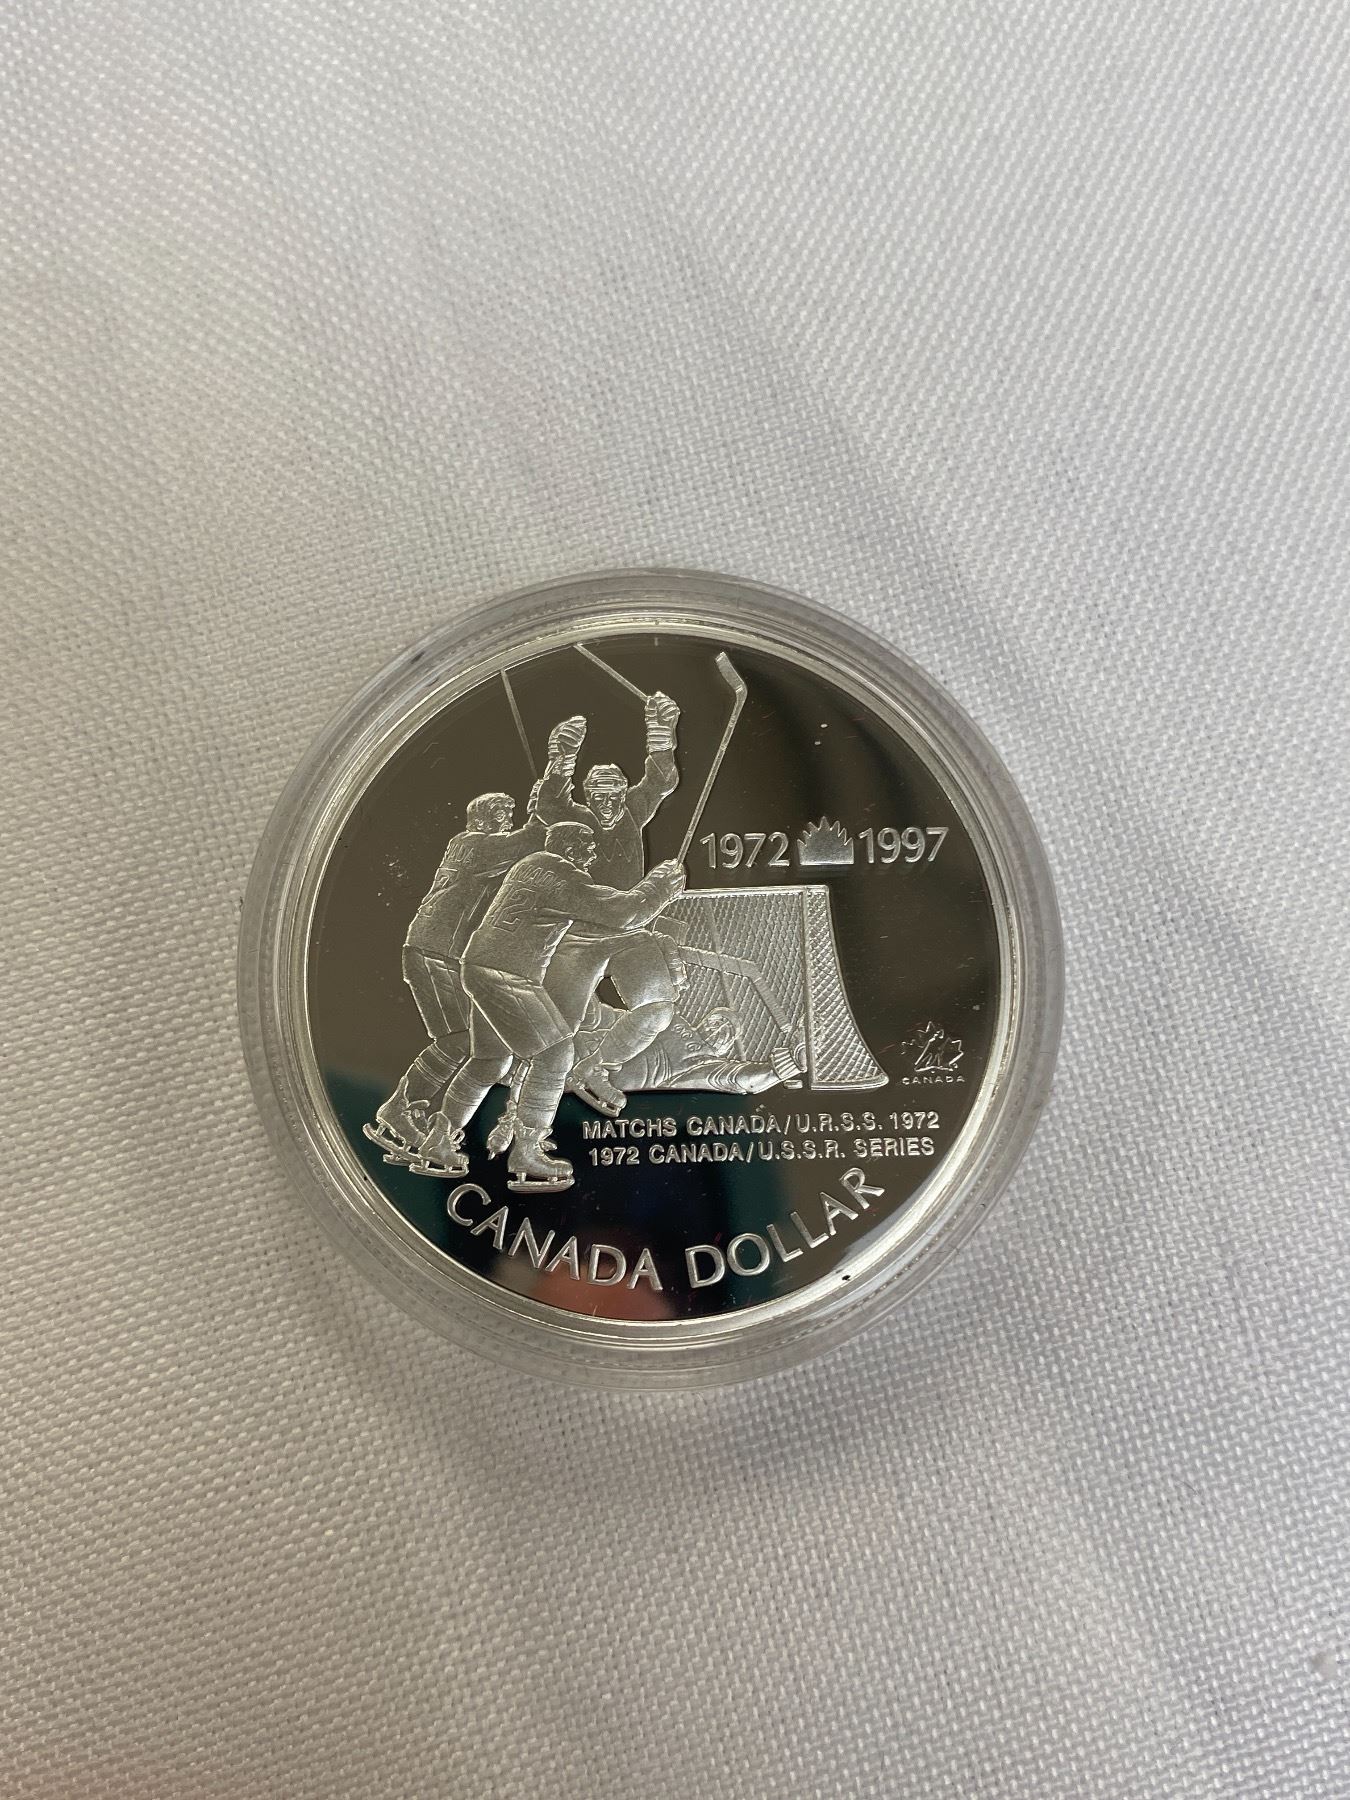 1972 1997
CANADA
MATCHS CANADA/U.R.S.S. 1972
1972 CANADA/U.S.S.R. SERIES
CANADA DOLLAR